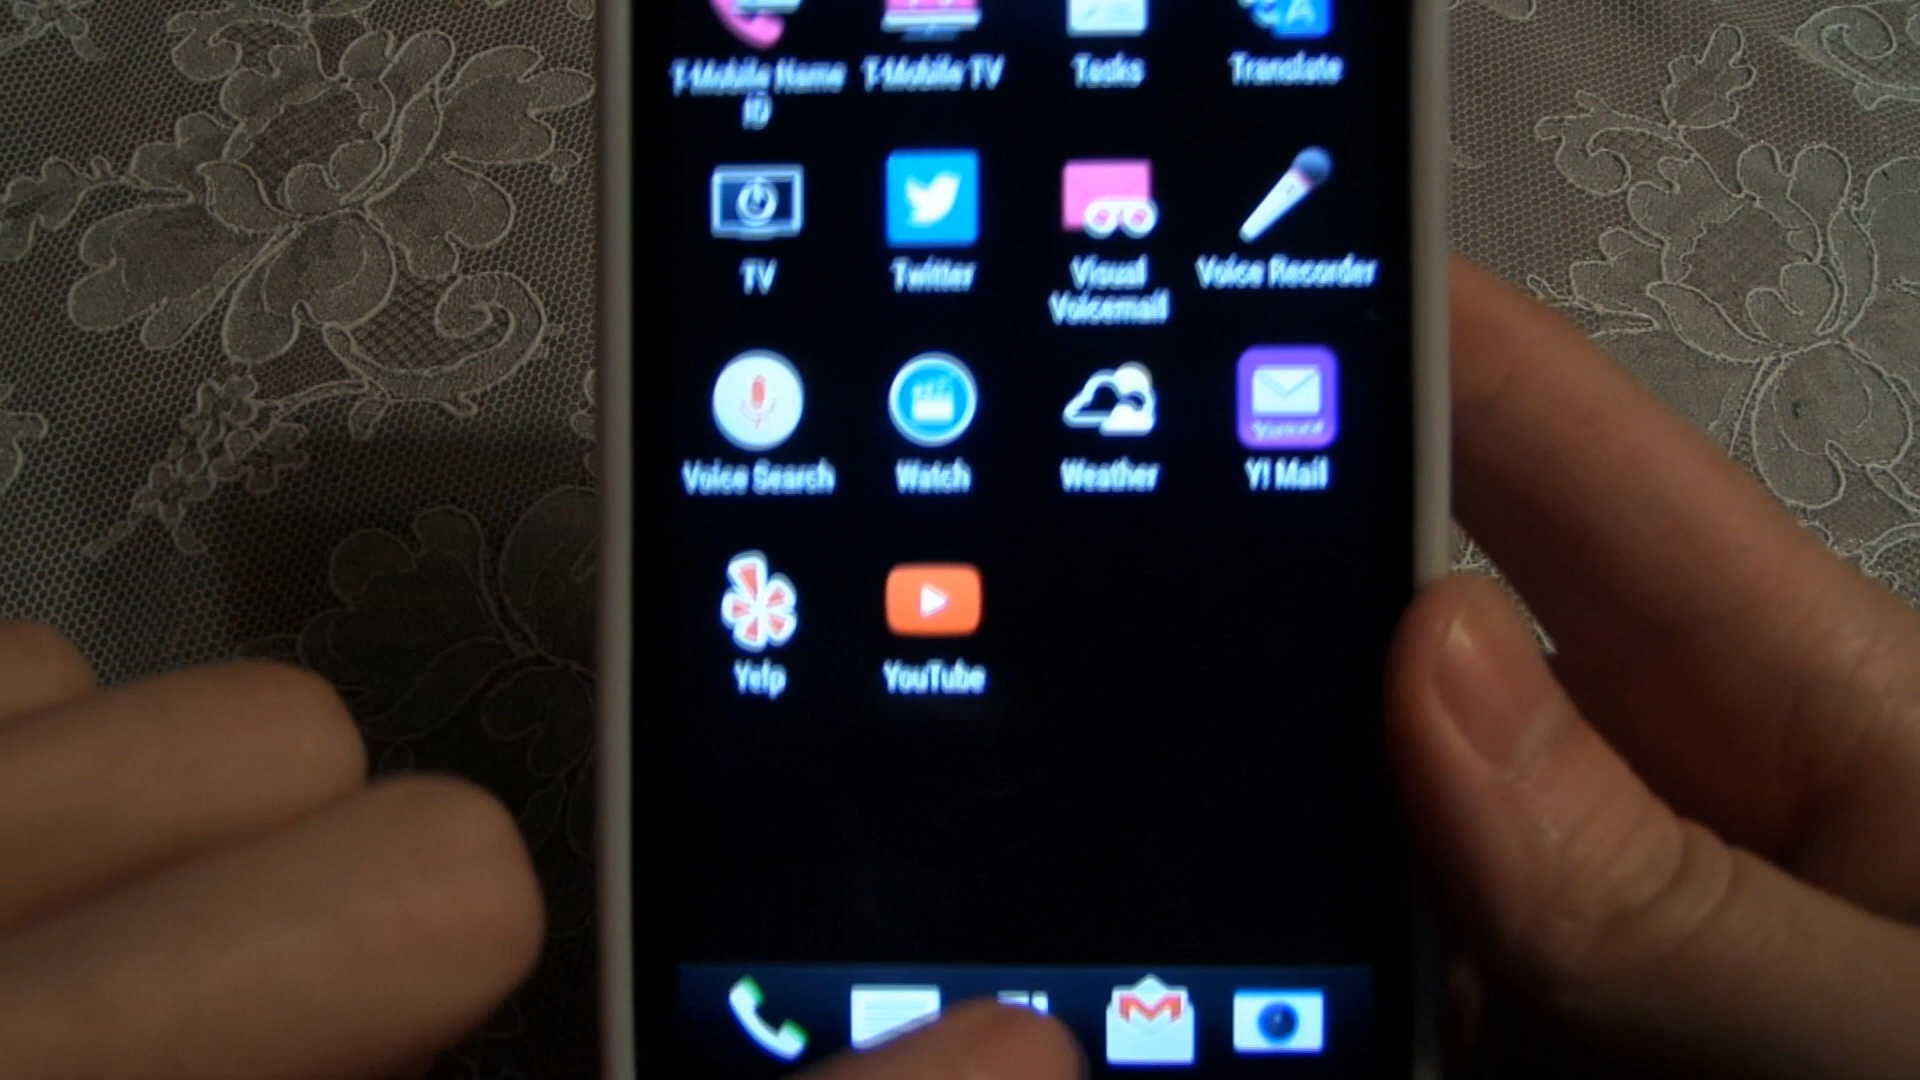 T-Mobile Name T-Mobile TV Tasks Translate
ID
TV Twitter Visual Voice Recorder
Voicemail
Voice Search Watch Weather Y! Mail
Yelp YouTube